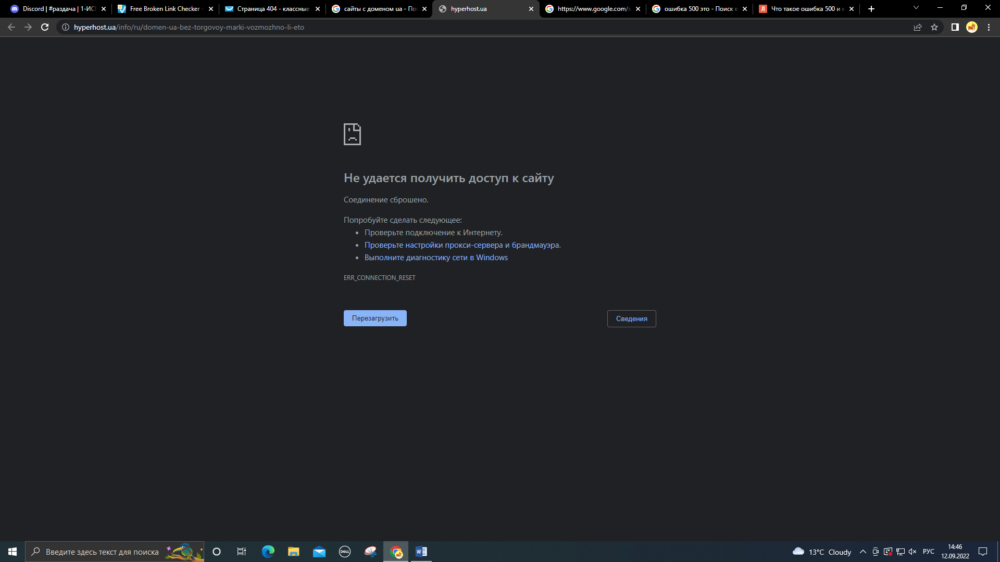 Discord | #раздача | 1-ИСГ
Free Broken Link Checker -
Страница 404 - классные
сайты с доменом ua - По
hyperhost.ua
https://www.google.com/s
ошибка 500 это - Поиск в
Что такое ошибка 500 и к
hyperhost.ua/info/ru/domen-ua-bez-torgovoy-marki-vozmozhno-li-eto
Не удается получить доступ к сайту
Соединение сброшено.
Попробуйте сделать следующее:
Проверьте подключение к Интернету.
Проверьте настройки прокси-сервера и брандмауэра.
Выполните диагностику сети в Windows
ERR_CONNECTION_RESET
Перезагрузить
Сведения
Введите здесь текст для поиска
DELL
13°C Cloudy
РУС
14:46
12.09.2022